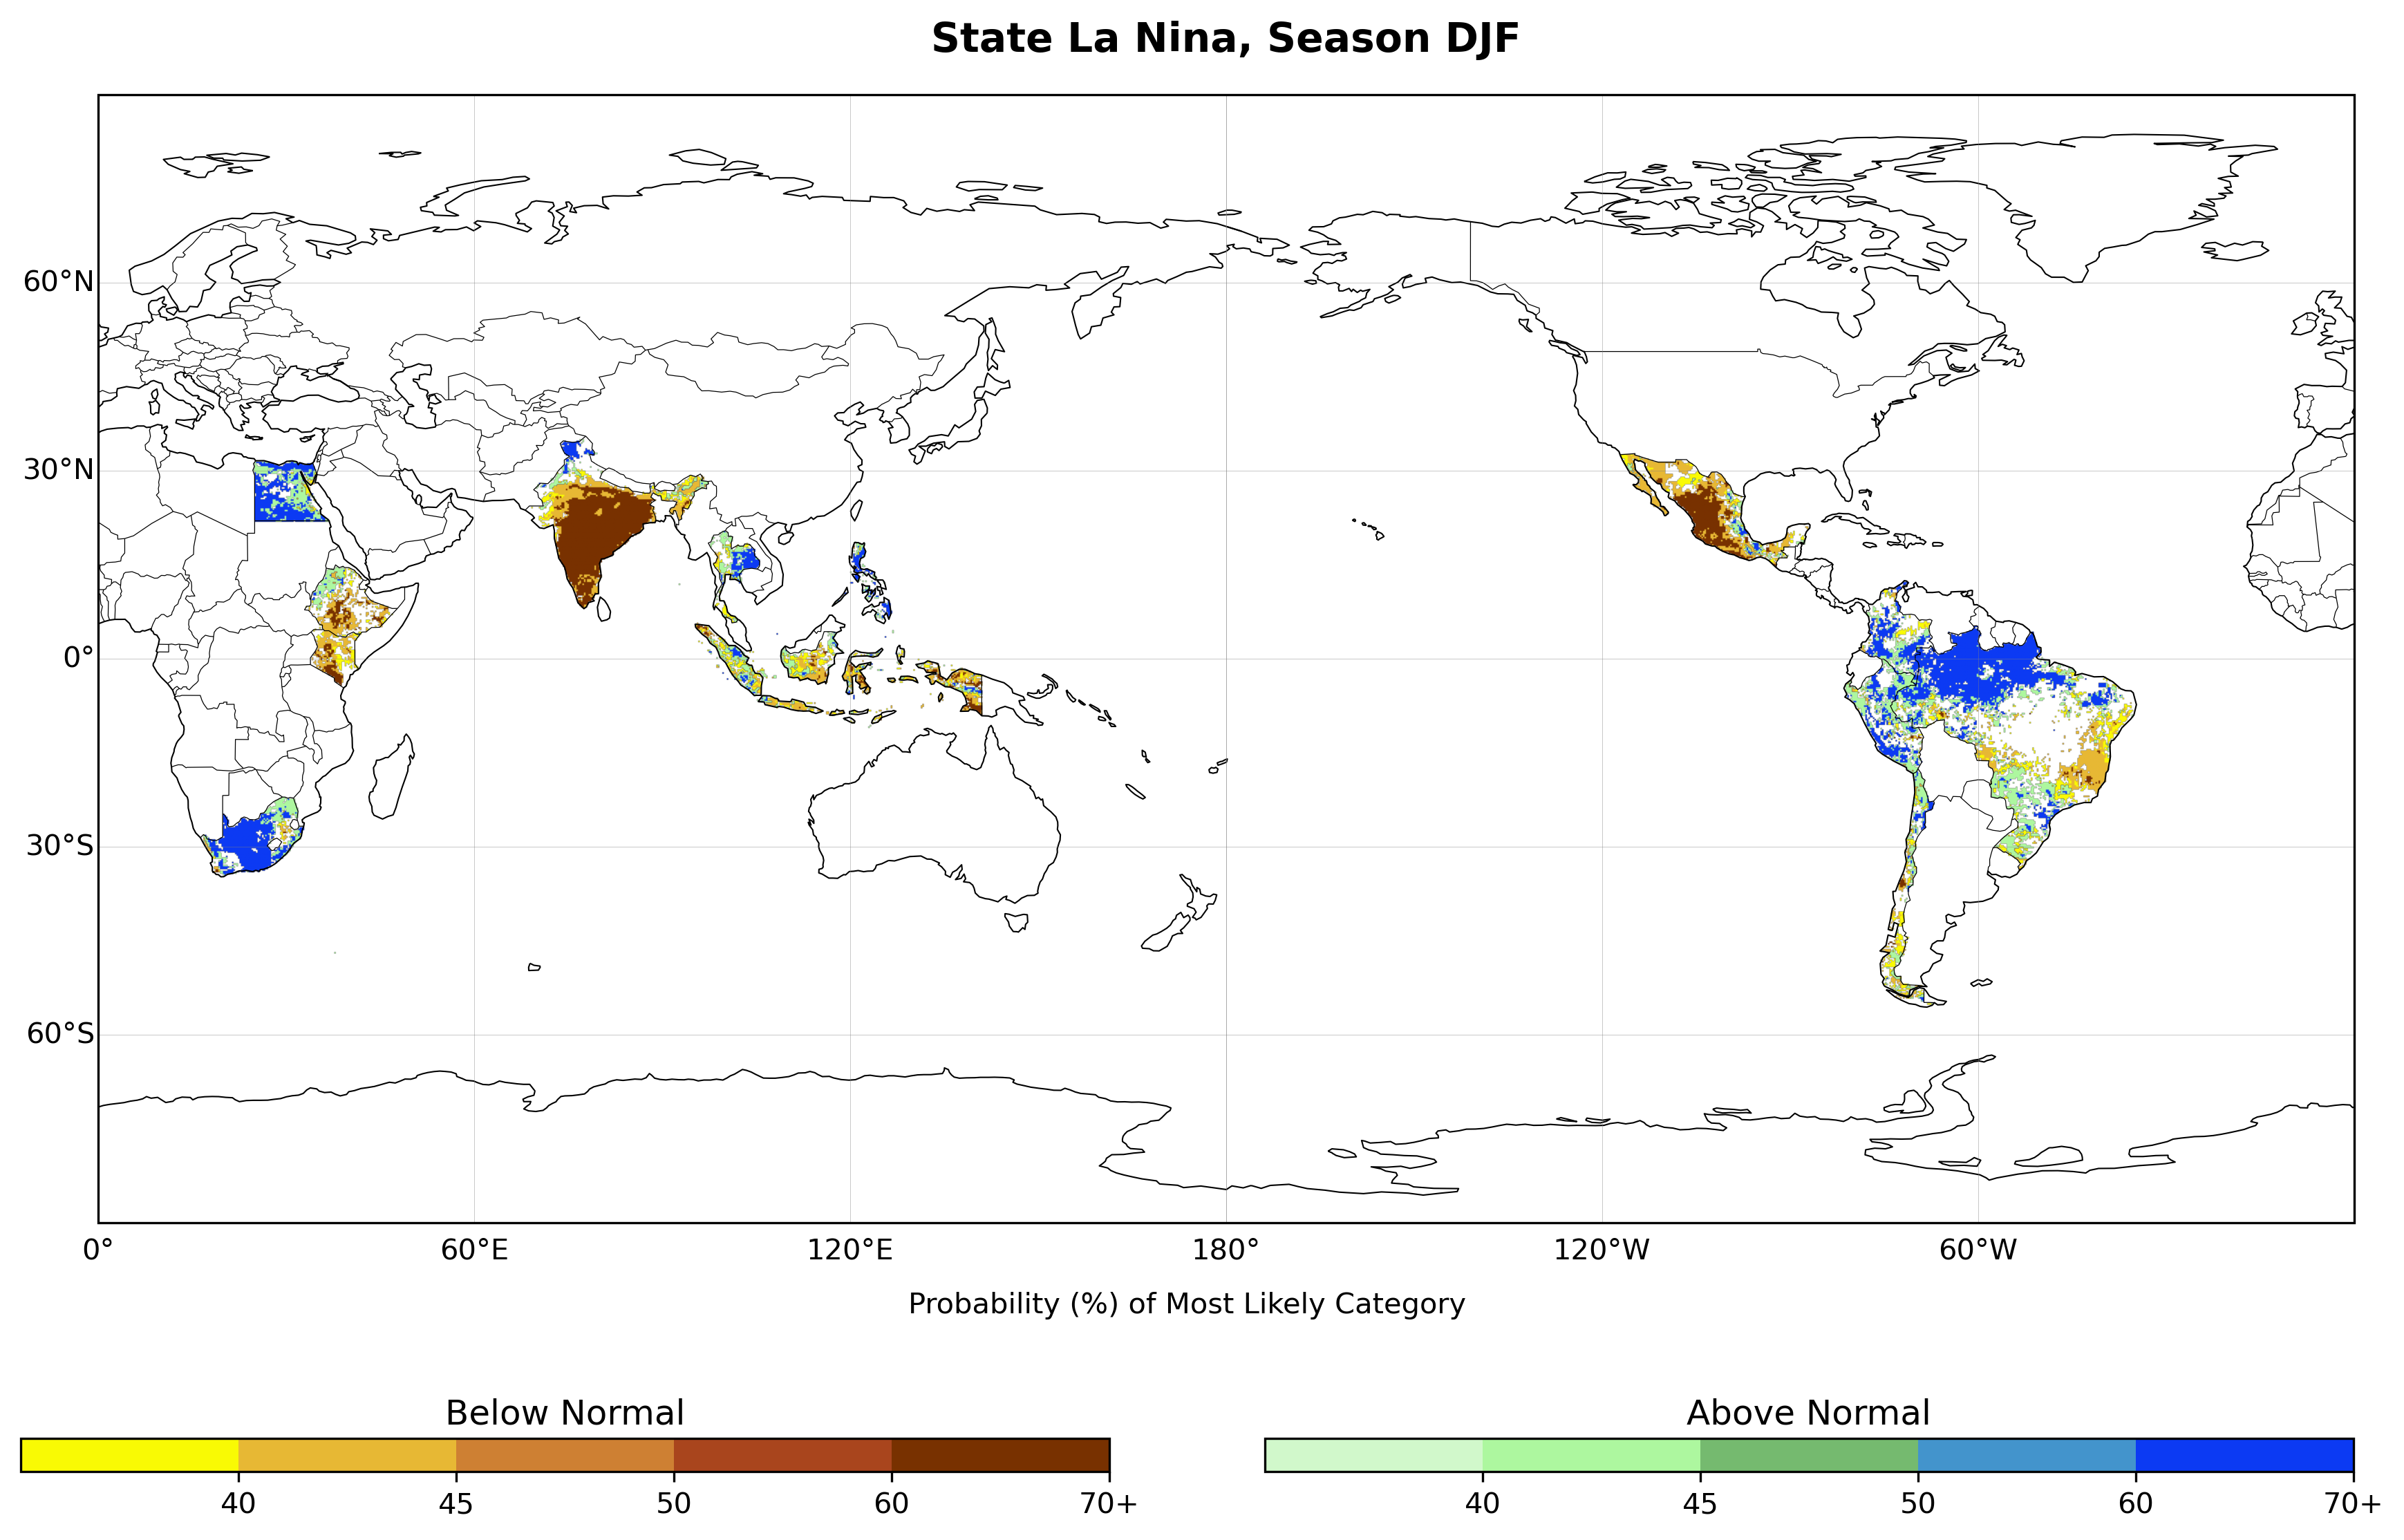 State La Nina, Season DJF
60°N
30°N
0°
30°S
60°S
0° 60°E 120°E 180° 120°W 60°W
Probability (%) of Most Likely Category
Below Normal
40 45 50 60 70+
Above Normal
40 45 50 60 70+